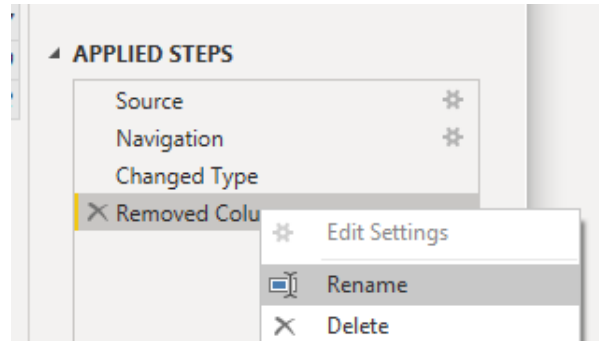 APPLIED STEPS
Source
Navigation
Changed Type
Removed Colu
Edit Settings
Rename
Delete